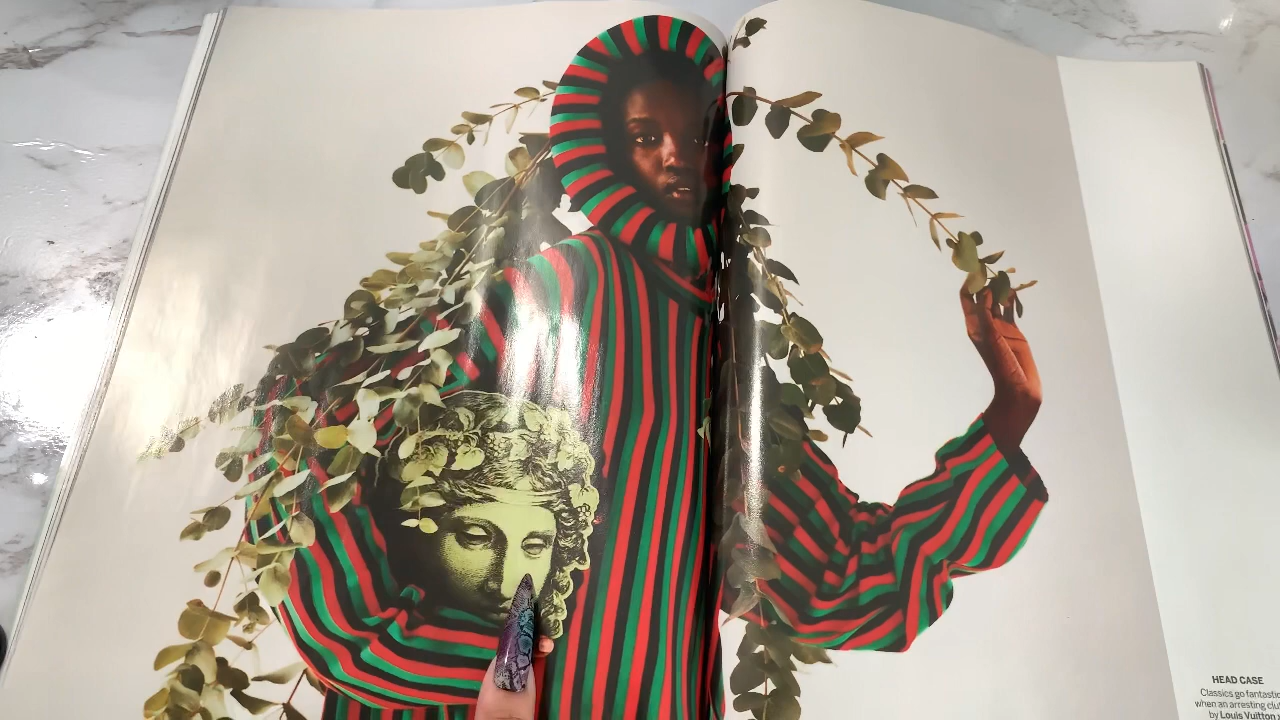 HEAD CASE
Classics go fantastic
when an arresting clu
by Louis Vuitton